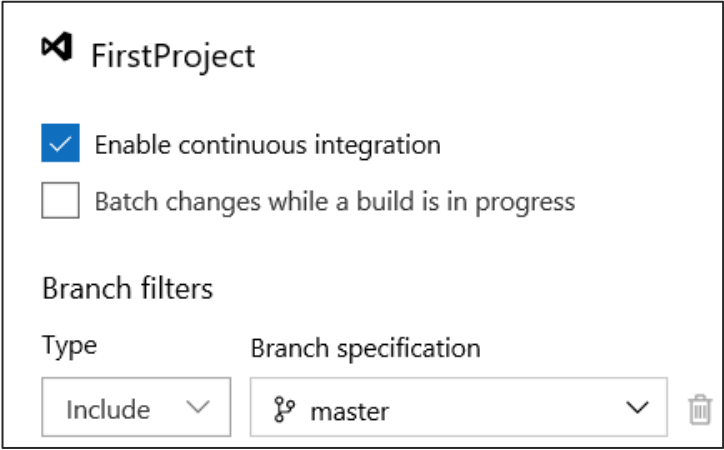 FirstProject
Enable continuous integration
Batch changes while a build is in progress
Branch filters
Type Branch specification
Include master